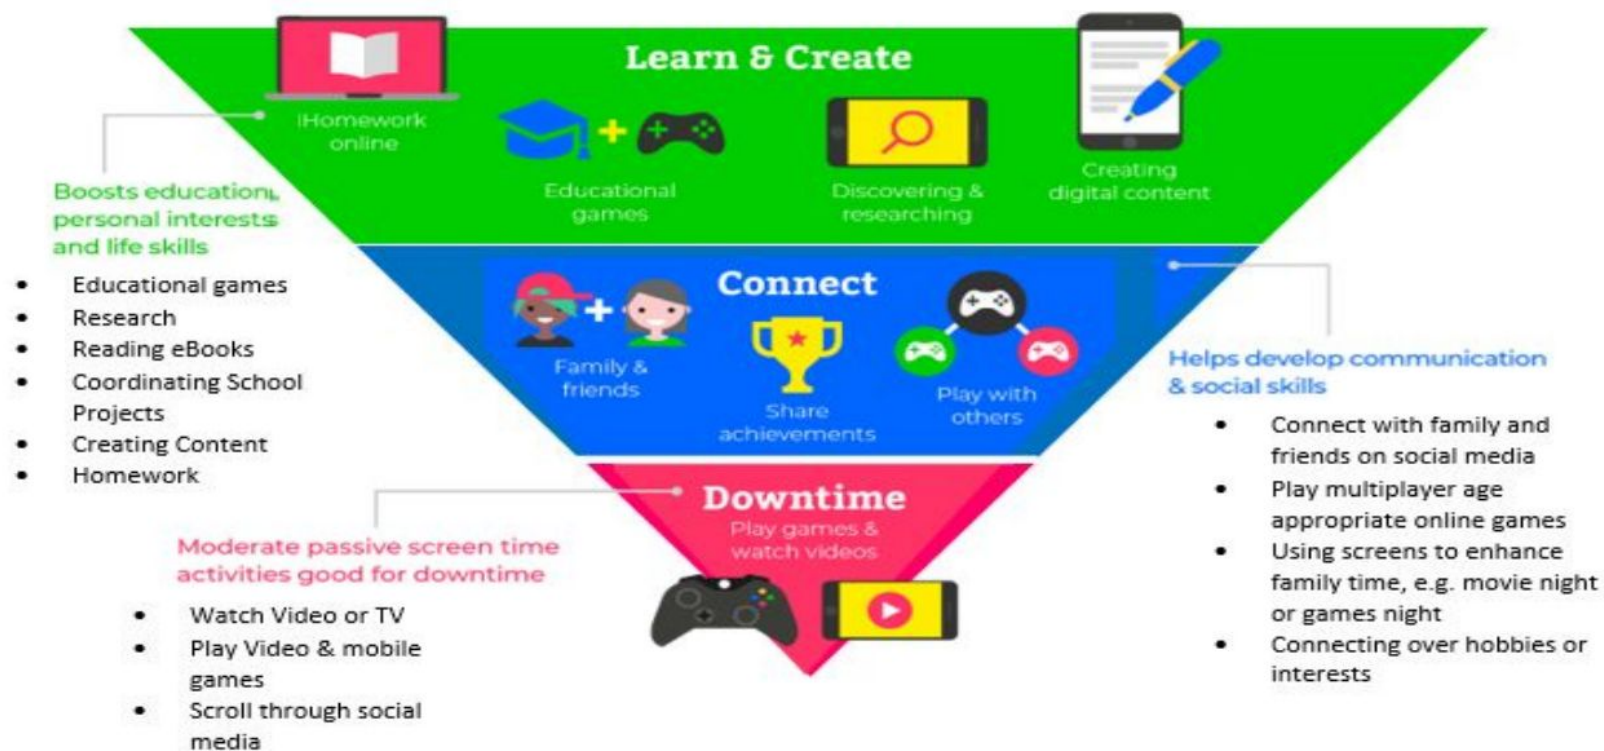 Learn & Create
Homework
online
Educational
games
Discovering &
researching
Creating
digital content
Boosts education,
personal interests
and life skills
• Educational games
• Research
• Reading eBooks
• Coordinating School
Projects
• Creating Content
• Homework
Connect
Family &
friends
Share
achievements
Play with
others
Helps develop communication
& social skills
• Connect with family and
friends on social media
• Play multiplayer age
appropriate online games
• Using screens to enhance
family time, e.g. movie night
or games night
• Connecting over hobbies or
interests
Downtime
Play games &
watch videos
Moderate passive screen time
activities good for downtime
• Watch Video or TV
• Play Video & mobile
games
• Scroll through social
media